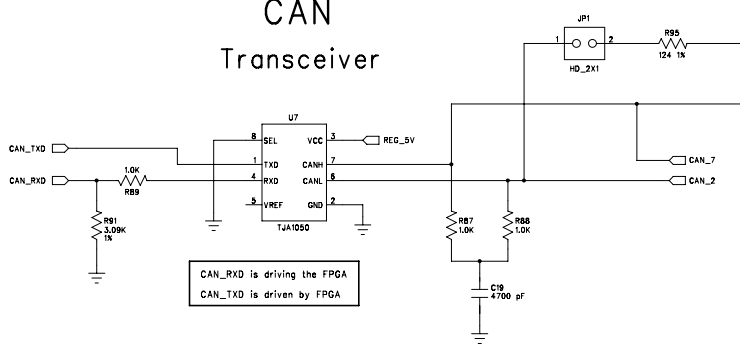 CAN
Transceiver
JP1
1
2
HD_2X1
R95
124 1%
U7
8
SEL
VCC
3
REG_5V
CAN_TXD
1
TXD
CANH
7
CAN_7
CAN_RXD
1.0K
R89
4
RXD
CANL
6
CAN_2
5
VREF
GND
2
TJA1050
R91
3.09K
1%
R87
1.0K
R88
1.0K
CAN_RXD is driving the FPGA
CAN_TXD is driven by FPGA
C19
4700 pF